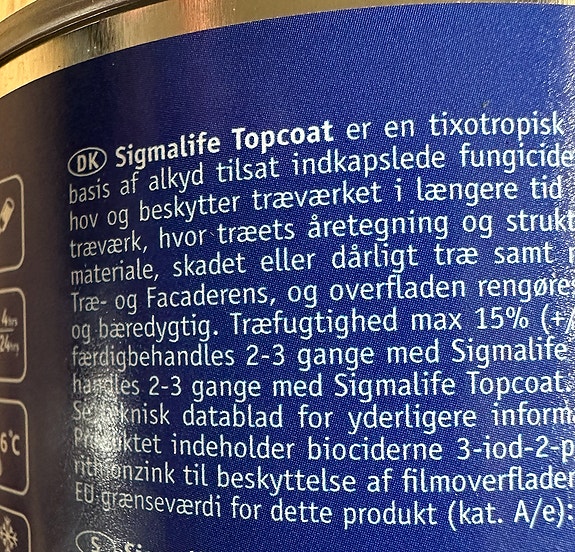 DK Sigmalife Topcoat er en tixotropisk
basis af alkyd tilsat indkapslede fungicide
hov og beskytter træværket i længere tid
træværk, hvor træets åretegning og strukt
materiale, skadet eller dårligt træ samt
Træ- og Facaderens, og overfladen rengøres
og bæredygtig. Træfugtighed max 15% (+/
færdigbehandles 2-3 gange med Sigmalife
handles 2-3 gange med Sigmalife Topcoat.
Se teknisk datablad for yderligere inform
Produktet indeholder biociderne 3-iod-2-p
rithionzink til beskyttelse af filmoverflader
EU grænseværdi for dette produkt (kat. A/e):
S
6°C